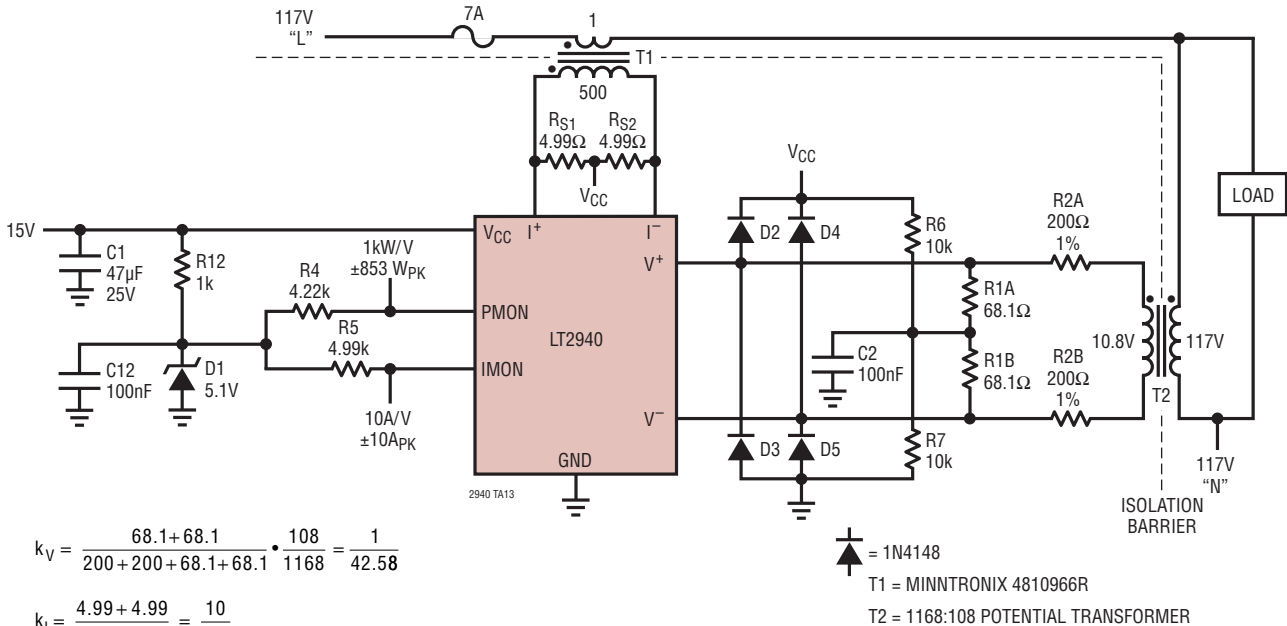 117V
"L"
7A
1
T1
500
RS1
4.99Ω
RS2
4.99Ω
VCC
VCC
15V
C1
47µF
25V
R12
1k
R4
4.22k
R5
4.99k
1kW/V
±853 WPK
C12
100nF
D1
5.1V
10A/V
±10APK
VCC
I+
I–
V+
PMON
LT2940
IMON
V–
GND
2940 TA13
D2
D4
R6
10k
C2
100nF
D3
D5
R7
10k
R1A
68.1Ω
R1B
68.1Ω
R2A
200Ω
1%
R2B
200Ω
1%
10.8V
117V
T2
LOAD
117V
"N"
ISOLATION
BARRIER
kV = 68.1+68.1 / 200+200+68.1+68.1 • 108 / 1168 = 1 / 42.58
4.99+4.99 = 10
= 1N4148
T1 = MINNTRONIX 4810966R
T2 = 1168:108 POTENTIAL TRANSFORMER